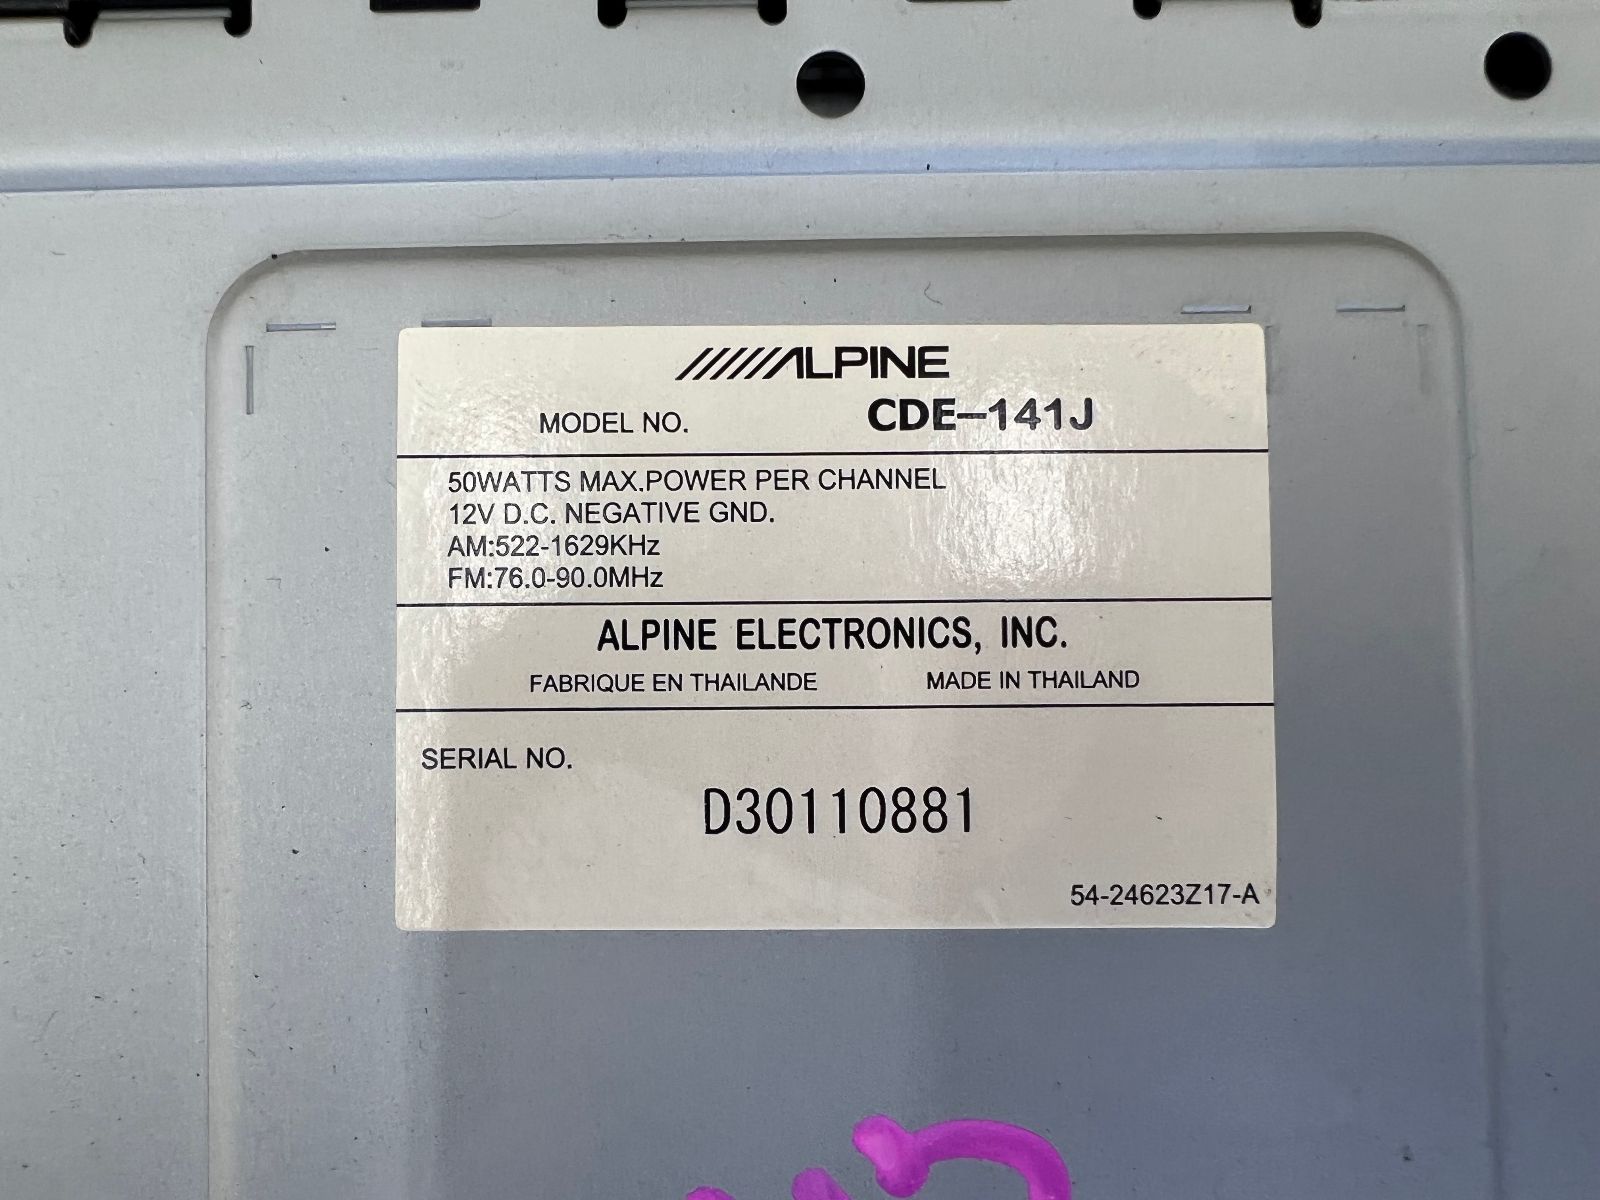 ALPINE
MODEL NO. CDE-141J
50WATTS MAX.POWER PER CHANNEL
12V D.C. NEGATIVE GND.
AM:522-1629KHz
FM:76.0-90.0MHz
ALPINE ELECTRONICS, INC.
FABRIQUE EN THAILANDE MADE IN THAILAND
SERIAL NO.
D30110881
54-24623Z17-A